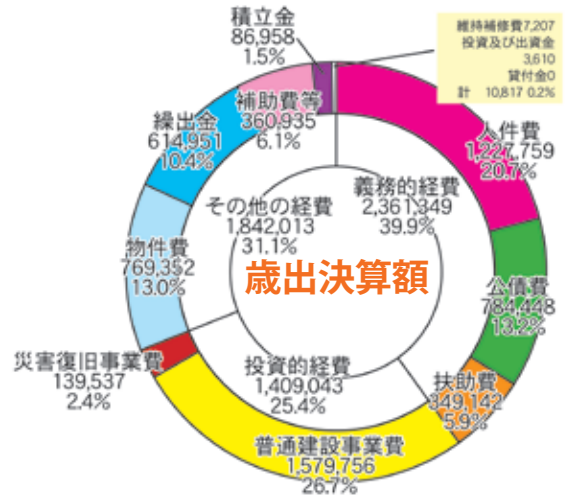 積立金
86,958
1.5%
維持補修費7,207
投資及び出資金
3,610
貸付金0
計 10,817 0.2%
補助費等
360,935
6.1%
繰出金
614,951
10.4%
人件費
1,227,759
20.7%
義務的経費
2,361,349
39.9%
その他の経費
1,842,013
31.1%
物件費
769,352
13.0%
歳出決算額
公債費
784,448
13.2%
災害復旧事業費
139,537
2.4%
投資的経費
1,409,043
25.4%
扶助費
349,142
5.9%
普通建設事業費
1,579,756
26.7%